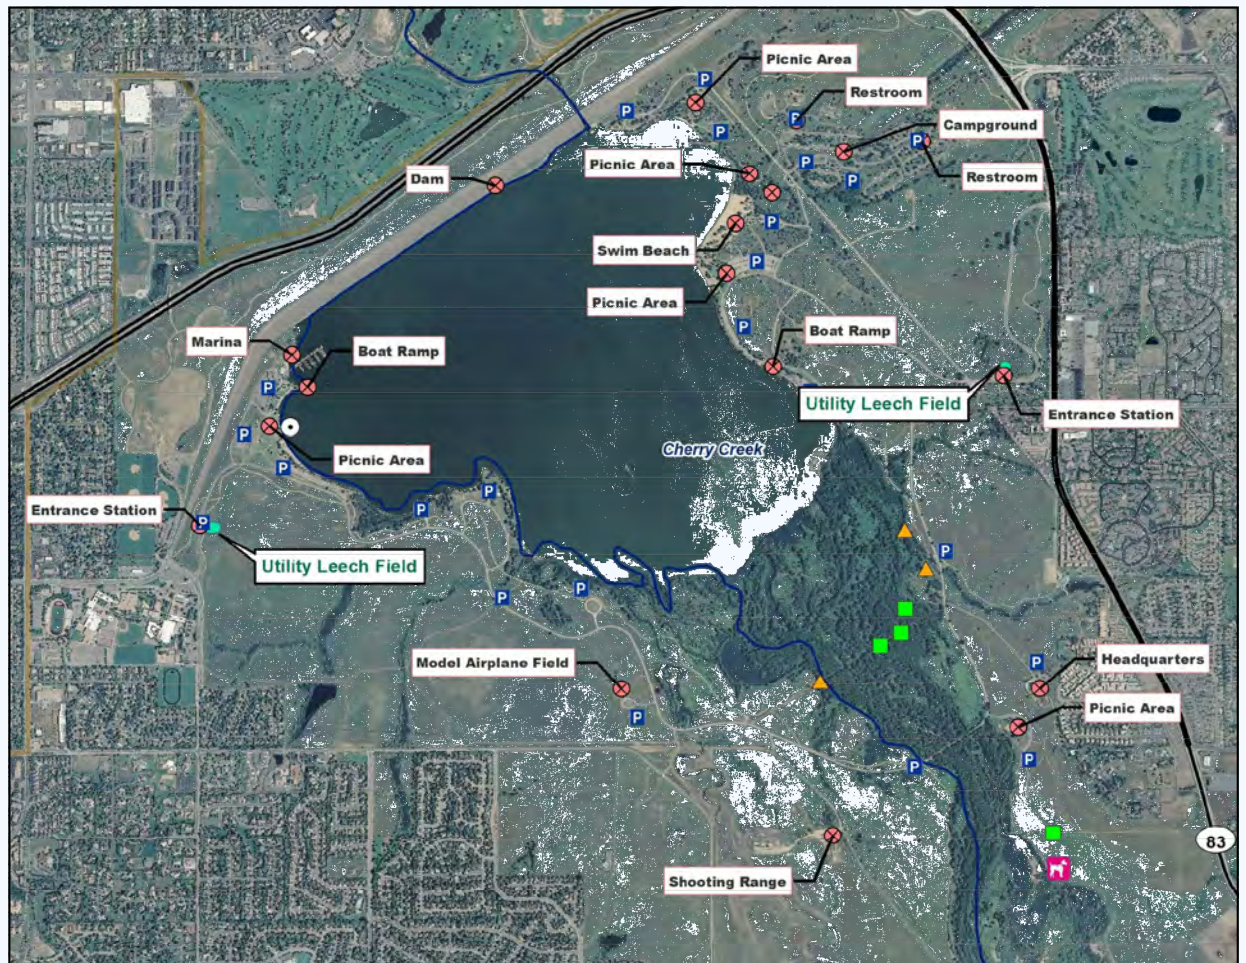 Picnic Area
P
Restroom
P
P
P
Campground
P
Picnic Area
P
Restroom
P
Dam
P
Swim Beach
P
Picnic Area
P
Boat Ramp
Marina
Boat Ramp
P
Utility Leech Field
Entrance Station
P
Picnic Area
Cherry Creek
P
P
P
Entrance Station
P
Utility Leech Field
P
P
P
Model Airplane Field
P
Headquarters
Picnic Area
P
P
P
83
Shooting Range